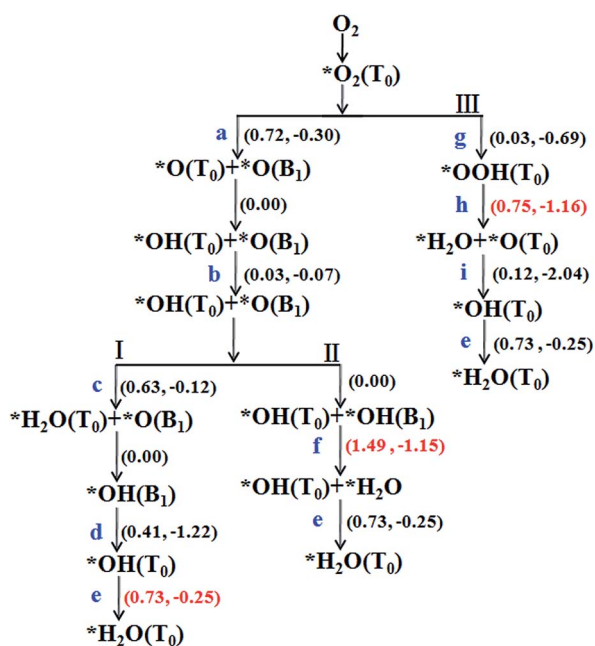 O₂
*O₂(T₀)
III
a (0.72, -0.30)
g (0.03, -0.69)
*O(T₀)+*O(B₁)
*OOH(T₀)
(0.00)
h (0.75, -1.16)
*OH(T₀)+*O(B₁)
*H₂O+*O(T₀)
b (0.03, -0.07)
i (0.12, -2.04)
*OH(T₀)+*O(B₁)
*OH(T₀)
e (0.73, -0.25)
*H₂O(T₀)
I
II
c (0.63, -0.12)
(0.00)
*H₂O(T₀)+*O(B₁)
*OH(T₀)+*OH(B₁)
(0.00)
f (1.49, -1.15)
*OH(B₁)
*OH(T₀)+*H₂O
d (0.41, -1.22)
e (0.73, -0.25)
*OH(T₀)
*H₂O(T₀)
e (0.73, -0.25)
*H₂O(T₀)